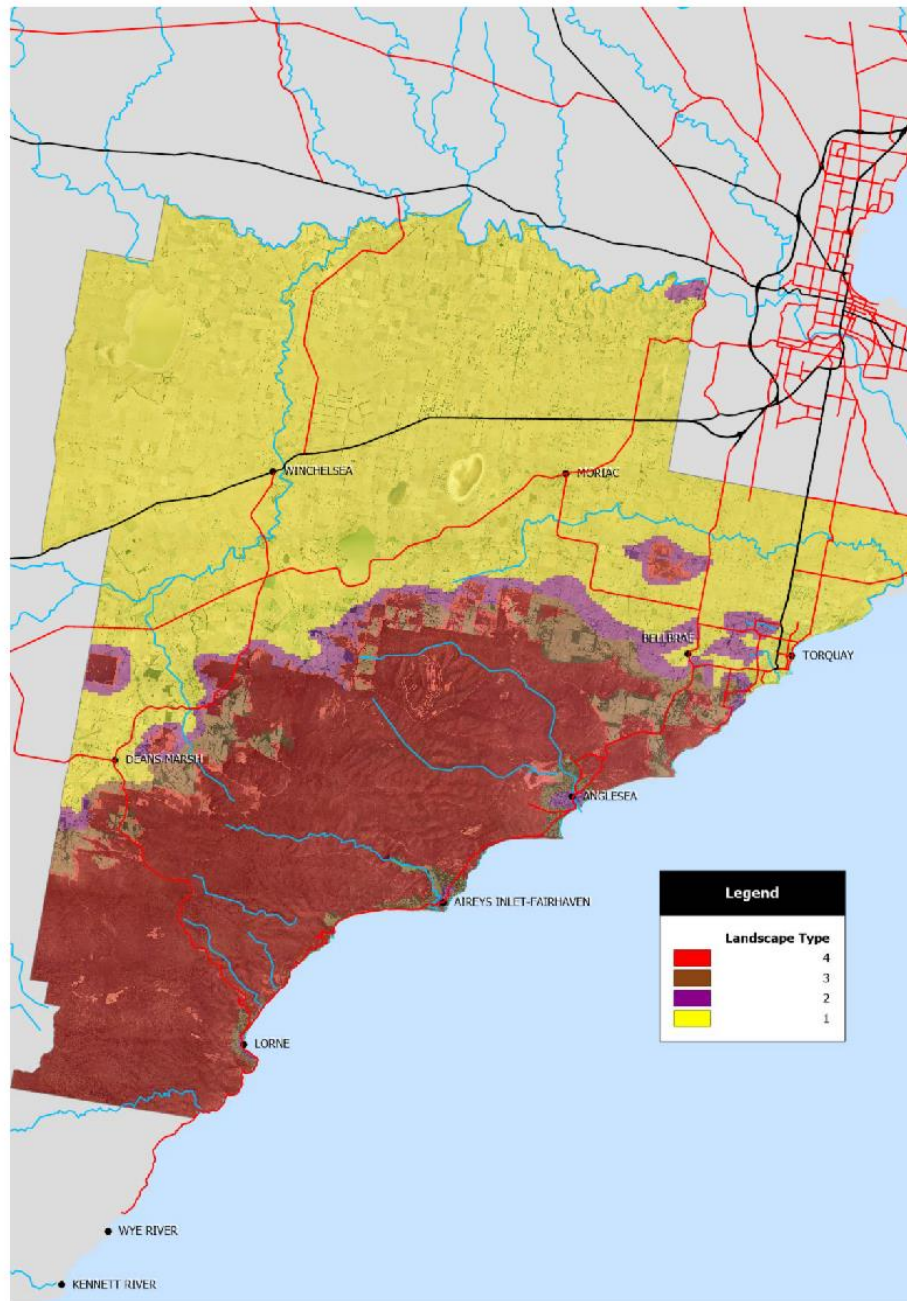 WINCHELSEA
MORIAC
BELLBRAE
TORQUAY
DEANS MARSH
ANGLESEA
AIREYS INLET-FAIRHAVEN
Legend
Landscape Type
4
3
2
1
LORNE
WYE RIVER
KENNETT RIVER